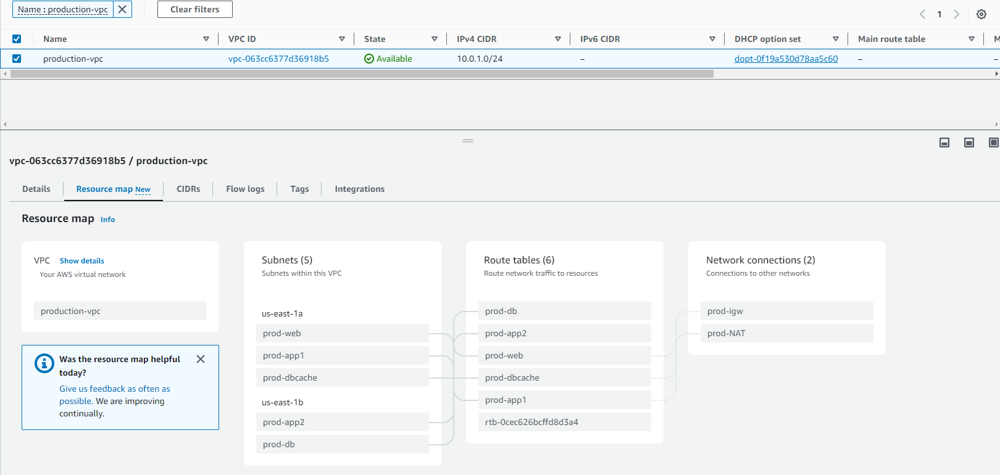 Name : production-vpc
Clear filters
1
Name
VPC ID
State
IPv4 CIDR
IPv6 CIDR
DHCP option set
Main route table
M
production-vpc
vpc-063cc6377d36918b5
Available
10.0.1.0/24
–
dopt-0f19a530d78aa5c60
–
–
vpc-063cc6377d36918b5 / production-vpc
Details
Resource map New
CIDRs
Flow logs
Tags
Integrations
Resource map Info
VPC Show details
Your AWS virtual network
production-vpc
Was the resource map helpful
today?
Give us feedback as often as
possible. We are improving
continually.
Subnets (5)
Subnets within this VPC
us-east-1a
prod-web
prod-app1
prod-dbcache
us-east-1b
prod-app2
prod-db
Route tables (6)
Route network traffic to resources
prod-db
prod-app2
prod-web
prod-dbcache
prod-app1
rtb-0cec626bcffd8d3a4
Network connections (2)
Connections to other networks
prod-igw
prod-NAT